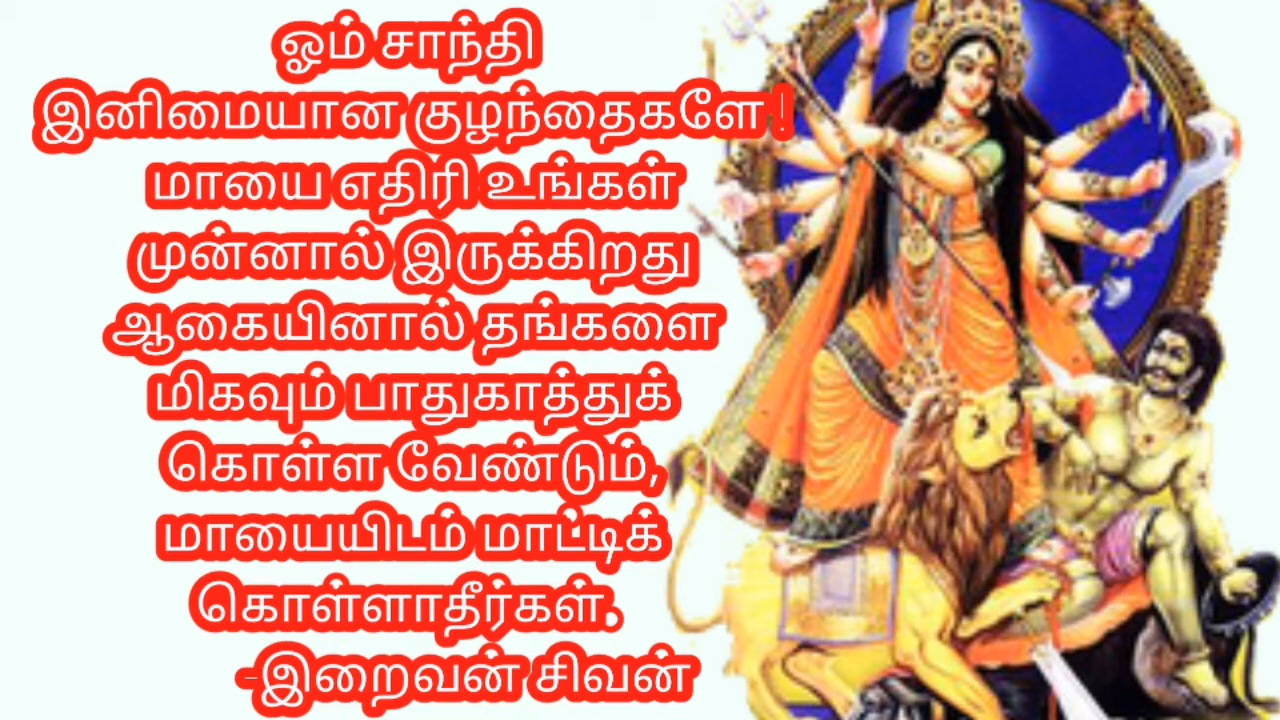 ஓம் சாந்தி
இனிமையான குழந்தைகளே !
மாயை எதிரி உங்கள்
முன்னால் இருக்கிறது
ஆகையினால் தங்களை
மிகவும் பாதுகாத்துக்
கொள்ள வேண்டும்,
மாயையிடம் மாட்டிக்
கொள்ளாதீர்கள்.
-இறைவன் சிவன்